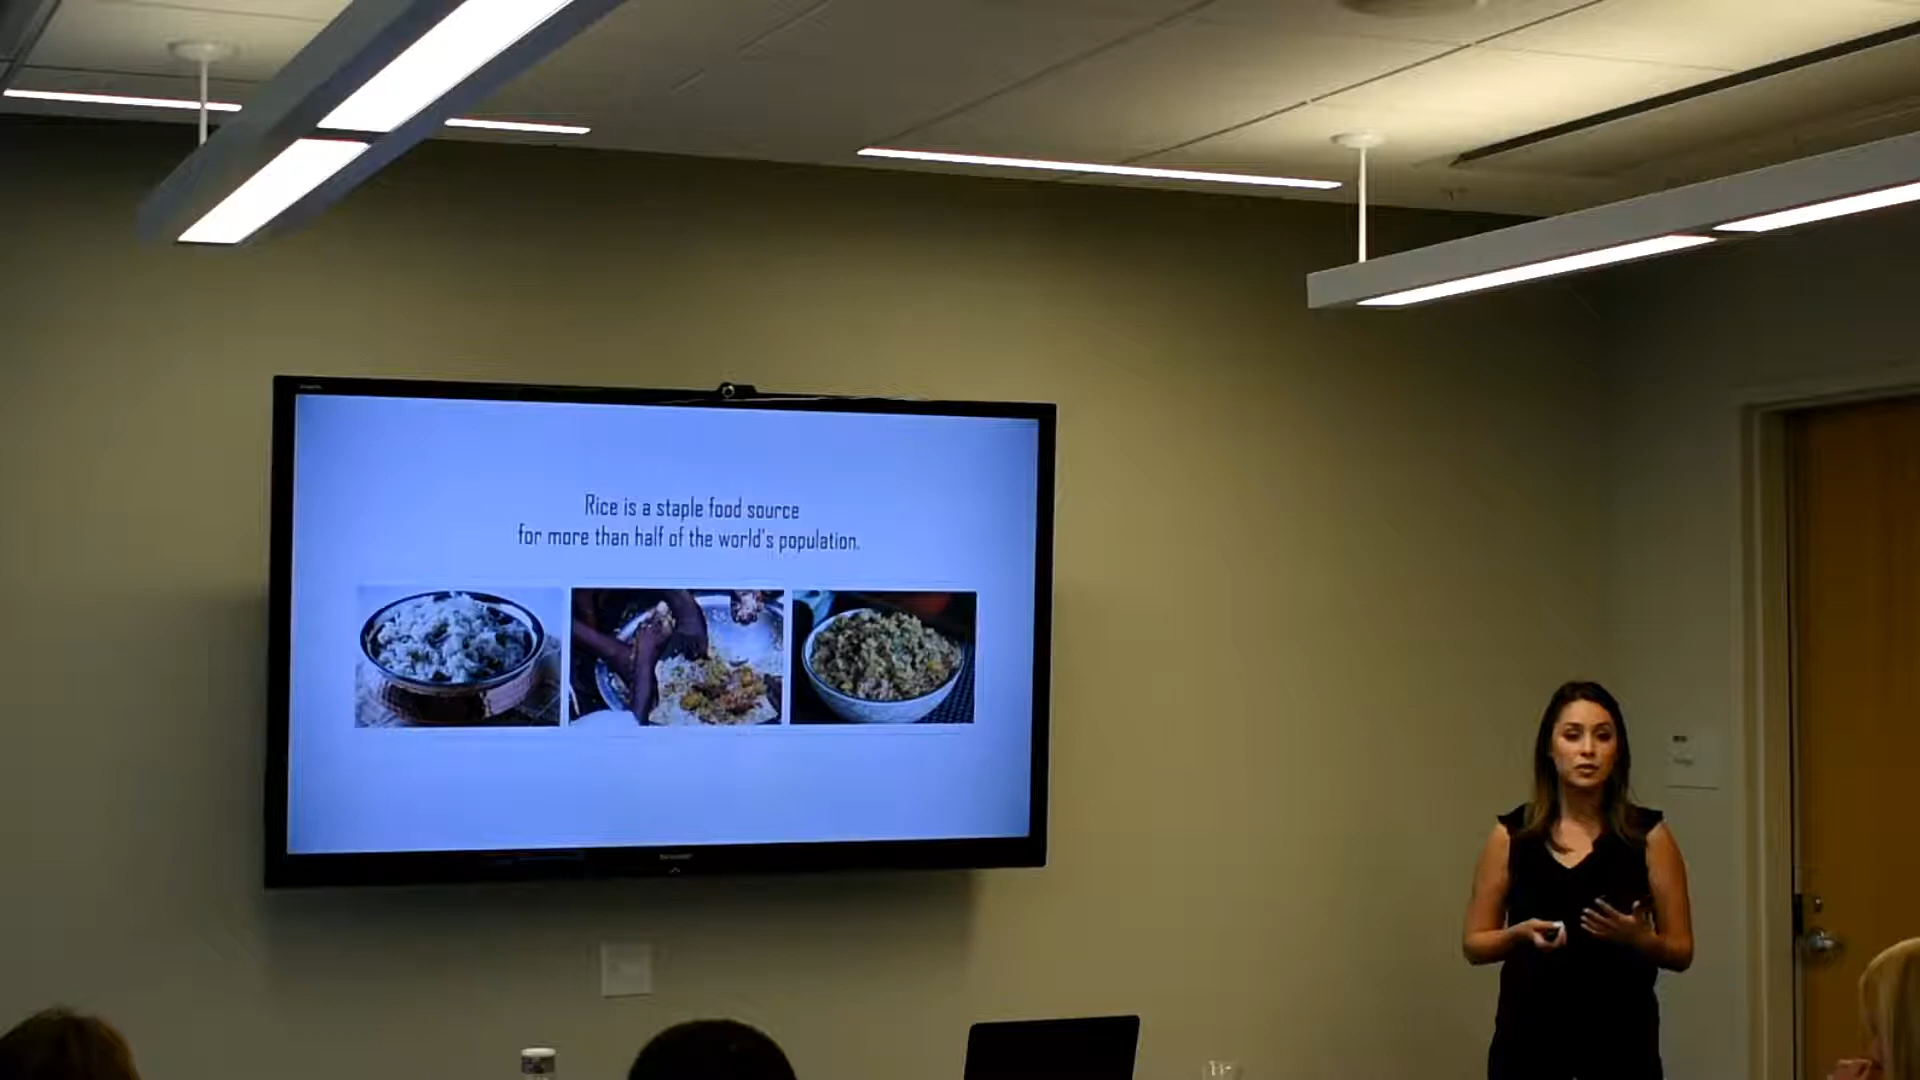 Rice is a staple food source
for more than half of the world's population.